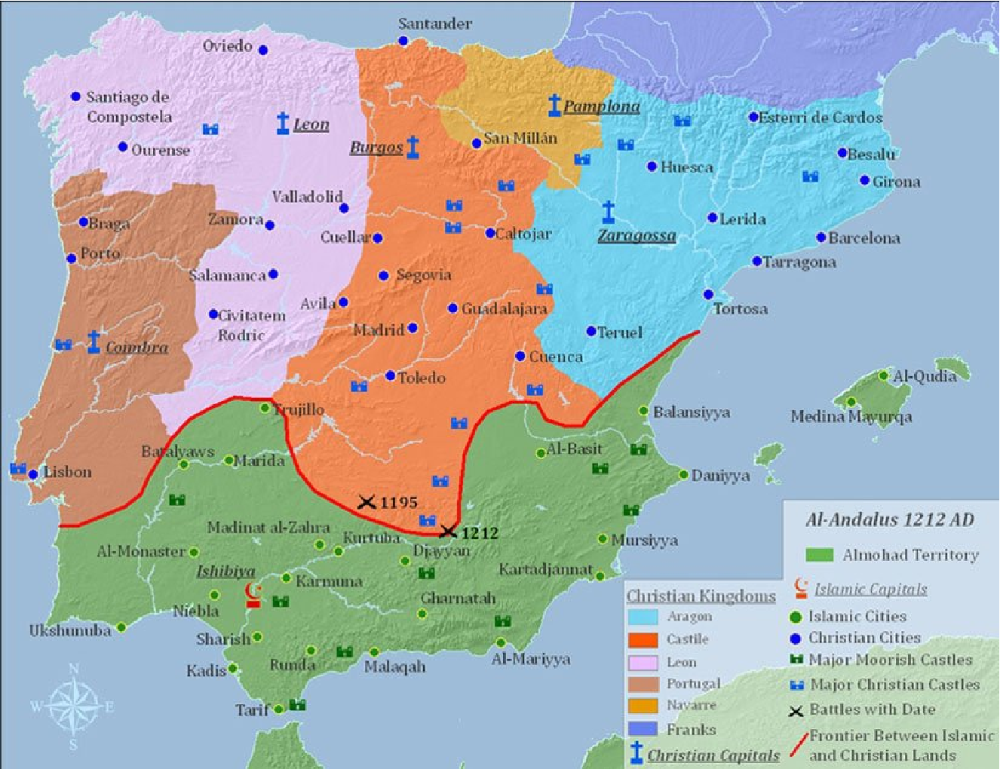 Santander
Oviedo
Santiago de
Compostela
Leon
Pamplona
Esterri de Cardos
Ourense
Burgos
San Millán
Huesca
Besalu
Girona
Valladolid
Braga
Zamora
Cuellar
Caltojar
Zaragossa
Lerida
Barcelona
Porto
Tarragona
Salamanca
Segovia
Avila
Guadalajara
Tortosa
Civitatem
Rodric
Madrid
Teruel
Coimbra
Cuenca
Toledo
Al-Qudia
Trujillo
Balansiyya
Medina Mayurqa
Batalyaws
Marida
Al-Basit
Lisbon
Daniyya
1195
Madinat al-Zahra
1212
Kurtuba
Mursiyya
Al-Monaster
Djayyan
Ishibiya
Kartadjannat
Karmuna
Gharnatah
Niebla
Ukshunuba
Sharish
Runda
Malaqah
Al-Mariyya
Kadis
Tarif
N
W
E
S
Al-Andalus 1212 AD
Almohad Territory
Islamic Capitals
Islamic Cities
Christian Cities
Major Moorish Castles
Major Christian Castles
Battles with Date
Frontier Between Islamic
and Christian Lands
Christian Kingdoms
Aragon
Castile
Leon
Portugal
Navarre
Franks
Christian Capitals